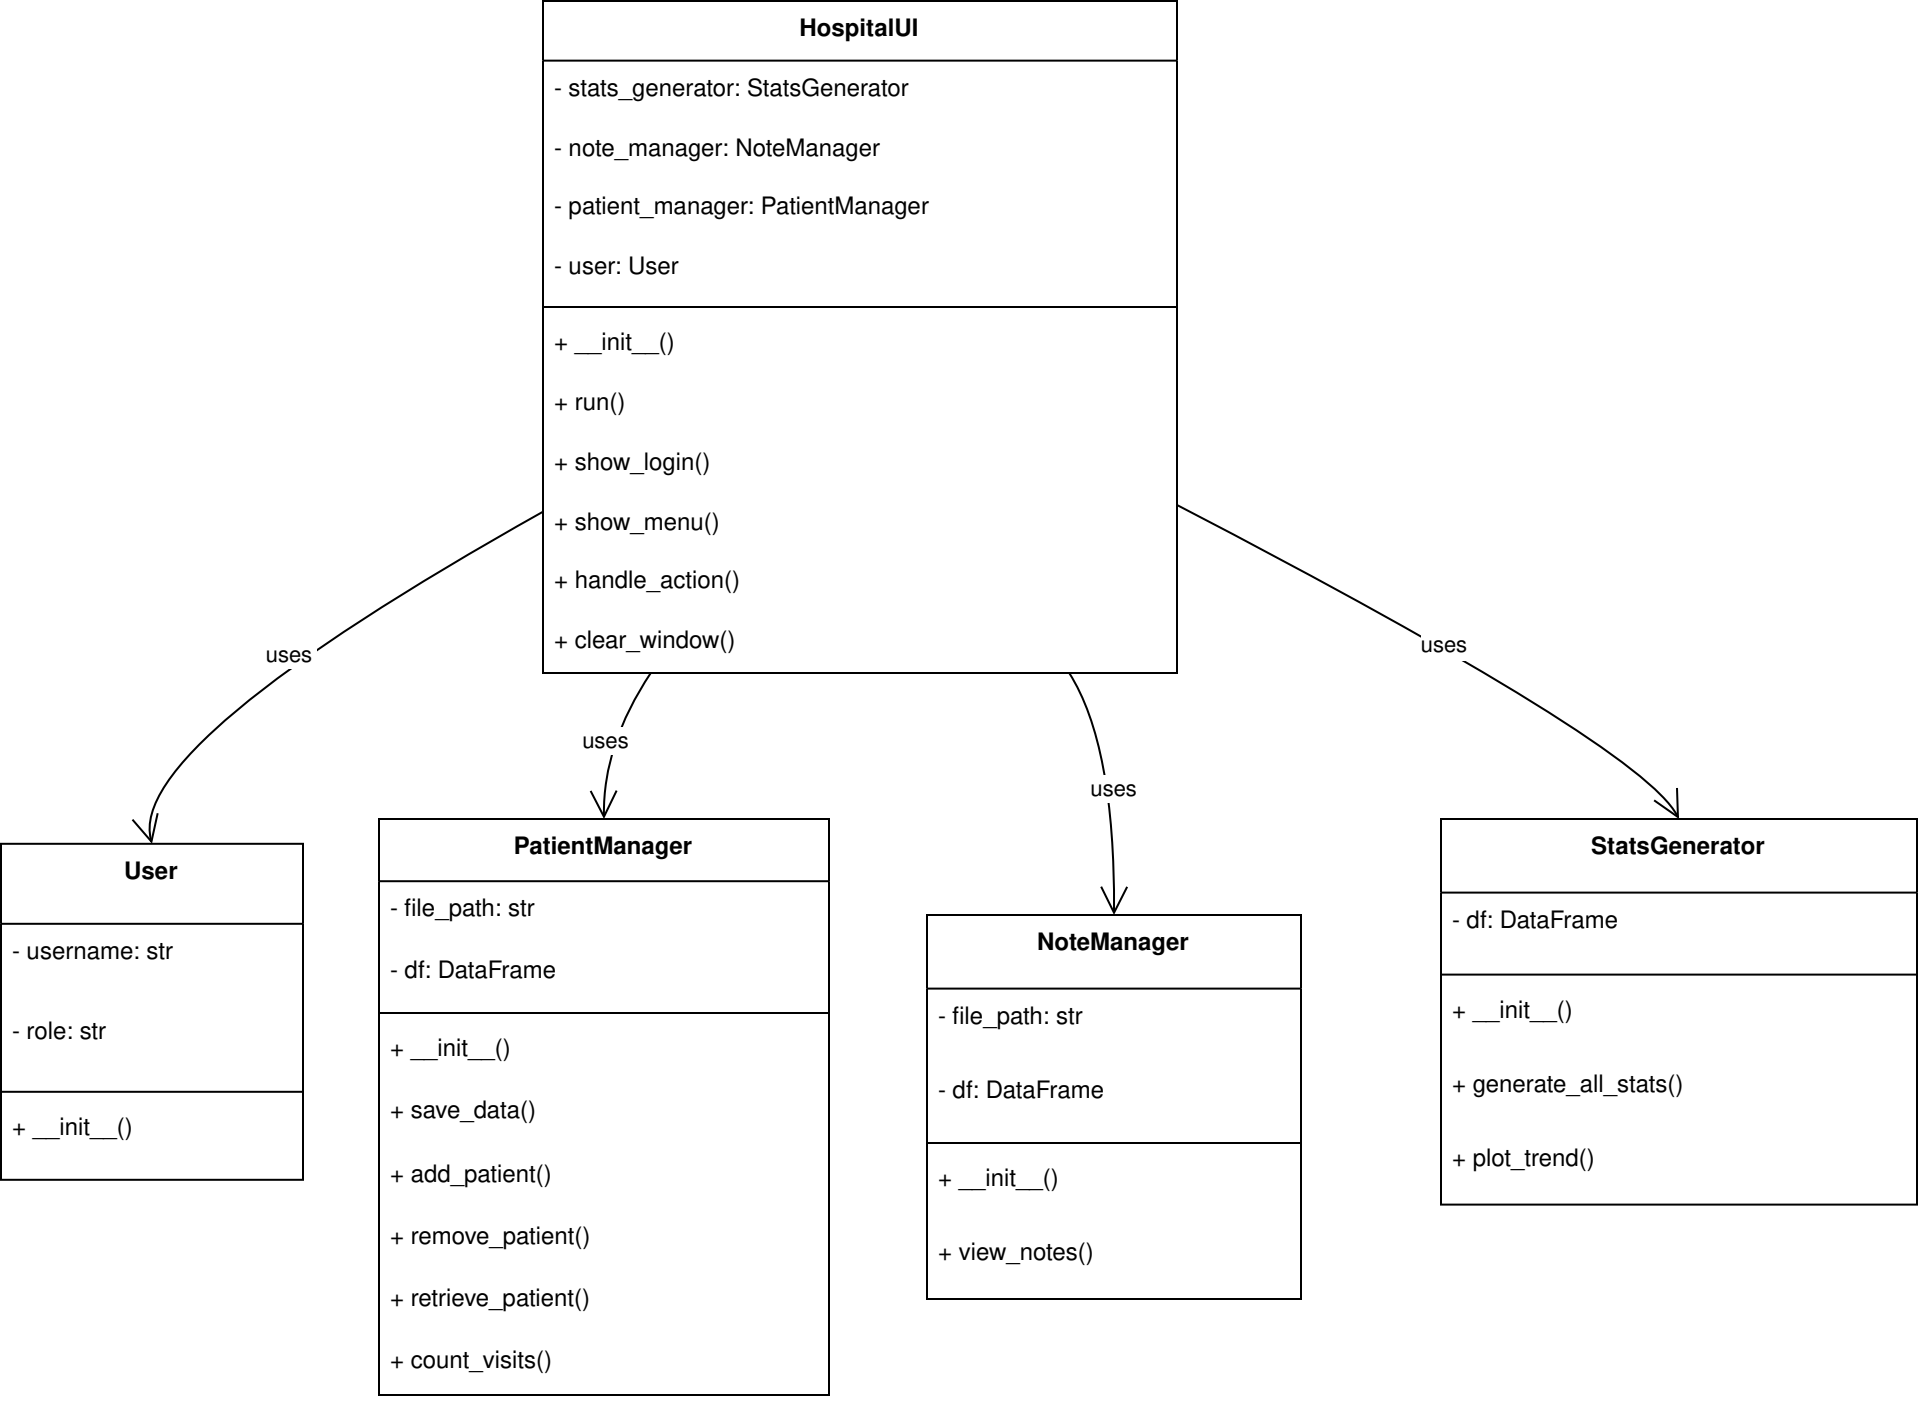 HospitalUI
- stats_generator: StatsGenerator
- note_manager: NoteManager
- patient_manager: PatientManager
- user: User
+ __init__()
+ run()
+ show_login()
+ show_menu()
+ handle_action()
+ clear_window()
uses
uses
uses
uses
User
- username: str
- role: str
+ __init__()
PatientManager
- file_path: str
- df: DataFrame
+ __init__()
+ save_data()
+ add_patient()
+ remove_patient()
+ retrieve_patient()
+ count_visits()
NoteManager
- file_path: str
- df: DataFrame
+ __init__()
+ view_notes()
StatsGenerator
- df: DataFrame
+ __init__()
+ generate_all_stats()
+ plot_trend()